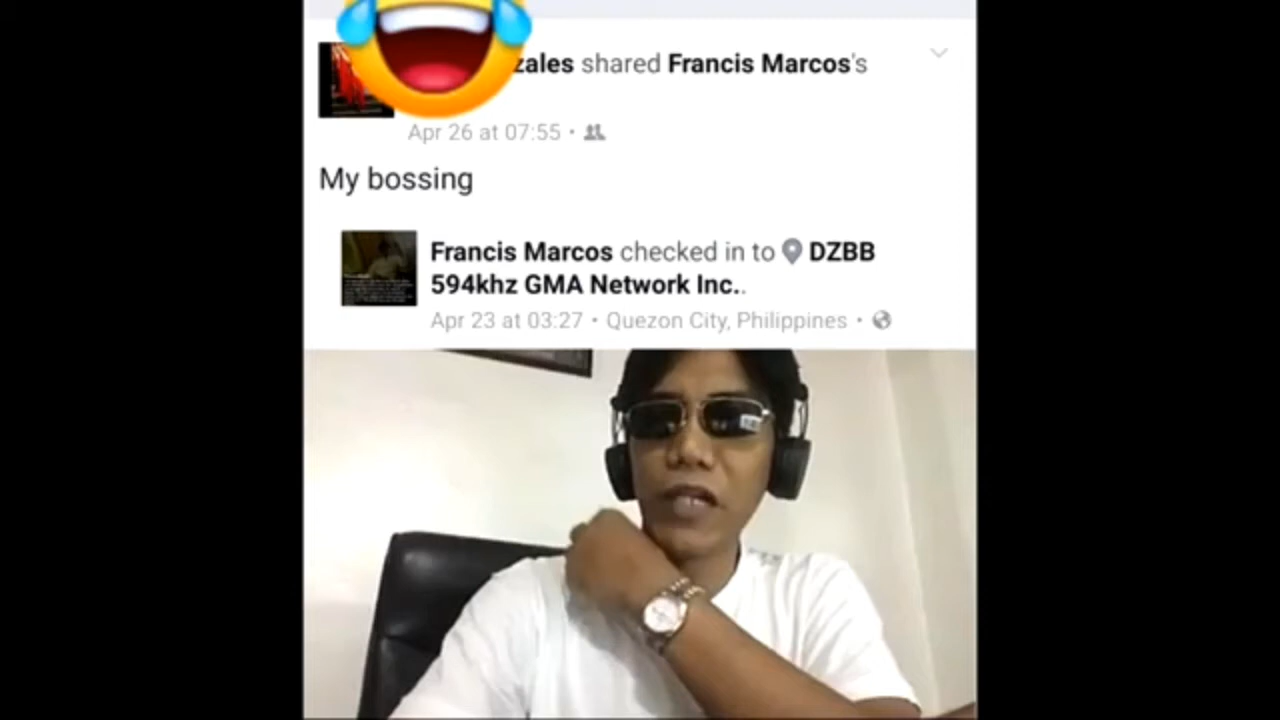 zales shared Francis Marcos's
Apr 26 at 07:55 •
My bossing
Francis Marcos checked in to DZBB
594khz GMA Network Inc..
Apr 23 at 03:27 • Quezon City, Philippines •